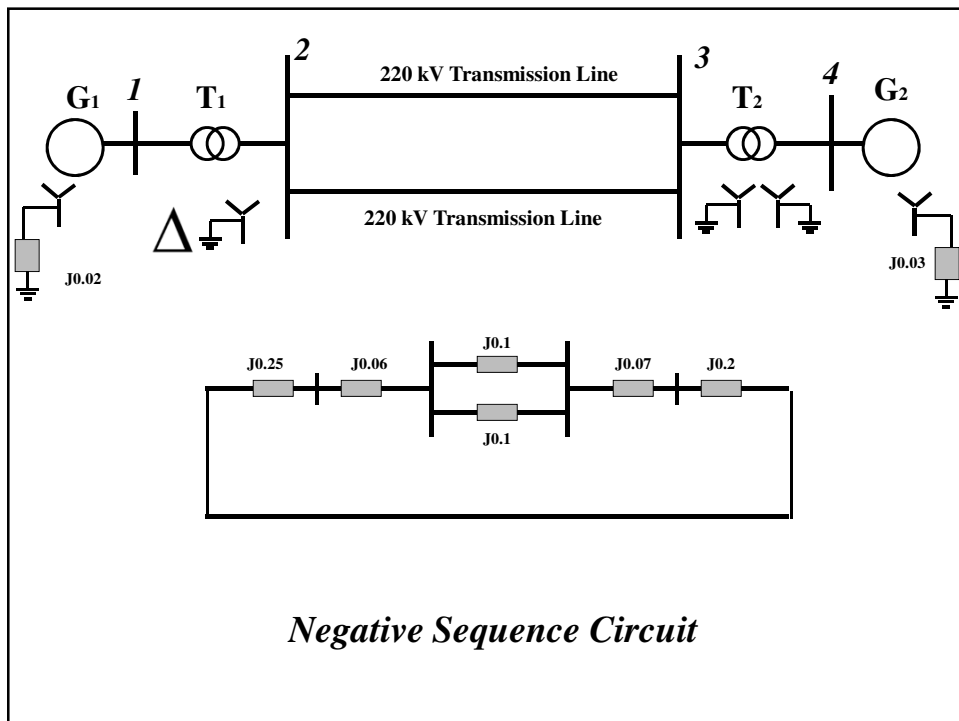 2
220 kV Transmission Line
3
G1
1
T1
T2
4
G2
220 kV Transmission Line
Δ
J0.02
J0.03
J0.1
J0.25
J0.06
J0.07
J0.2
J0.1
Negative Sequence Circuit